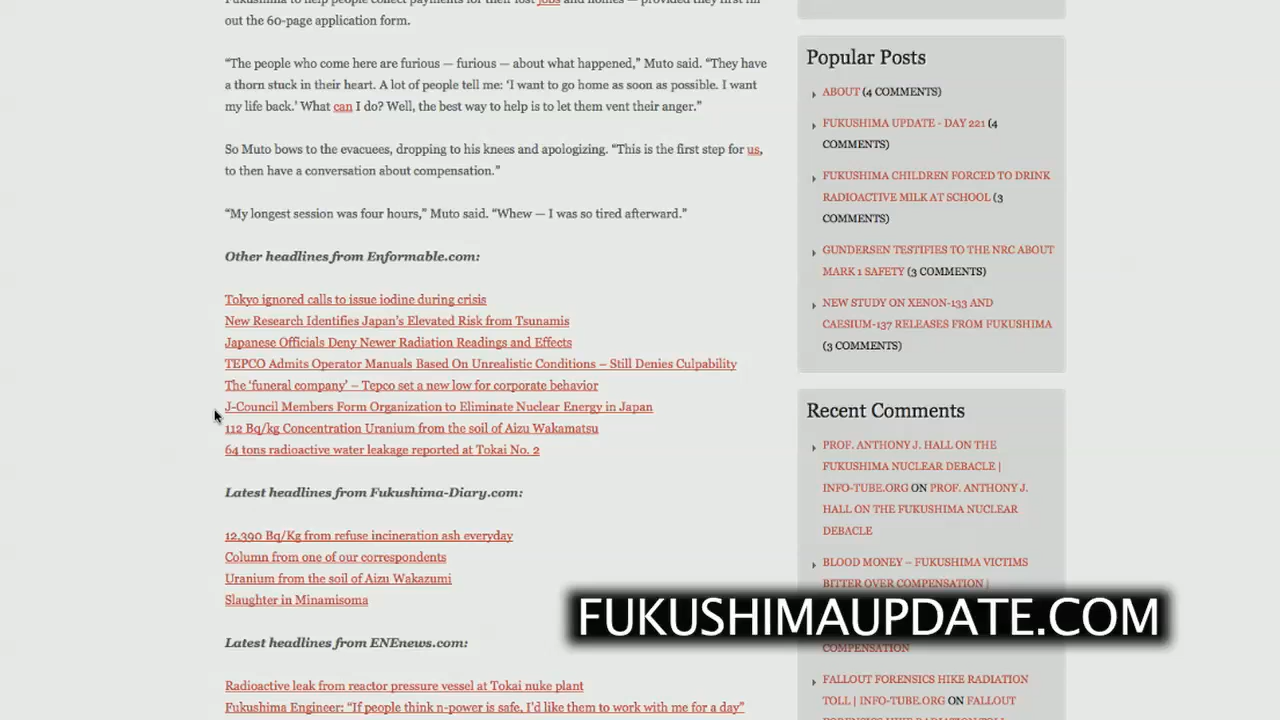 Fukushima to help people collect payments for their lost jobs and homes — provided they first fill
out the 60-page application form.
“The people who come here are furious — furious — about what happened,” Muto said. “They have
a thorn stuck in their heart. A lot of people tell me: ‘I want to go home as soon as possible. I want
my life back.’ What can I do? Well, the best way to help is to let them vent their anger.”
So Muto bows to the evacuees, dropping to his knees and apologizing. “This is the first step for us,
to then have a conversation about compensation.”
“My longest session was four hours,” Muto said. “Whew — I was so tired afterward.”
Other headlines from Enformable.com:
Tokyo ignored calls to issue iodine during crisis
New Research Identifies Japan’s Elevated Risk from Tsunamis
Japanese Officials Deny Newer Radiation Readings and Effects
TEPCO Admits Operator Manuals Based On Unrealistic Conditions – Still Denies Culpability
The ‘funeral company’ – Tepco set a new low for corporate behavior
J-Council Members Form Organization to Eliminate Nuclear Energy in Japan
112 Bq/kg Concentration Uranium from the soil of Aizu Wakamatsu
64 tons radioactive water leakage reported at Tokai No. 2
Latest headlines from Fukushima-Diary.com:
12,390 Bq/Kg from refuse incineration ash everyday
Column from one of our correspondents
Uranium from the soil of Aizu Wakazumi
Slaughter in Minamisoma
Latest headlines from ENEnews.com:
Radioactive leak from reactor pressure vessel at Tokai nuke plant
Fukushima Engineer: “If people think n-power is safe, I’d like them to work with me for a day”
Popular Posts
ABOUT (4 COMMENTS)
FUKUSHIMA UPDATE - DAY 221 (4
COMMENTS)
FUKUSHIMA CHILDREN FORCED TO DRINK
RADIOACTIVE MILK AT SCHOOL (3
COMMENTS)
GUNDERSEN TESTIFIES TO THE NRC ABOUT
MARK 1 SAFETY (3 COMMENTS)
NEW STUDY ON XENON-133 AND
CAESIUM-137 RELEASES FROM FUKUSHIMA
(3 COMMENTS)
Recent Comments
PROF. ANTHONY J. HALL ON THE
FUKUSHIMA NUCLEAR DEBACLE |
INFO-TUBE.ORG ON PROF. ANTHONY J.
HALL ON THE FUKUSHIMA NUCLEAR
DEBACLE
BLOOD MONEY – FUKUSHIMA VICTIMS
BITTER OVER COMPENSATION |
COMPENSATION
FALLOUT FORENSICS HIKE RADIATION
TOLL | INFO-TUBE.ORG ON FALLOUT
FORENSICS HIKE RADIATION TOLL
FUKUSHIMAUPDATE.COM